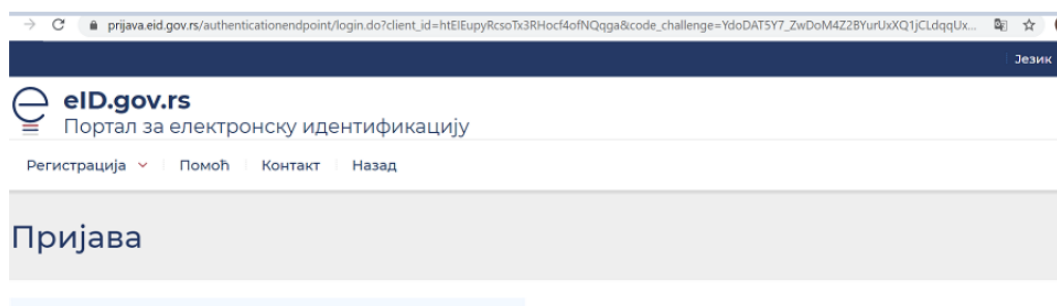 prijava.eid.gov.rs/authenticationendpoint/login.do?client_id=htEIEupyRcsoTx3RHocf4ofNQqga&code_challenge=YdoDAT5Y7_ZwDoM4Z2BYurUxXQ1jCLdqqUx...
Језик
eID.gov.rs
Портал за електронску идентификацију
Регистрација Помоћ Контакт Назад
Пријава